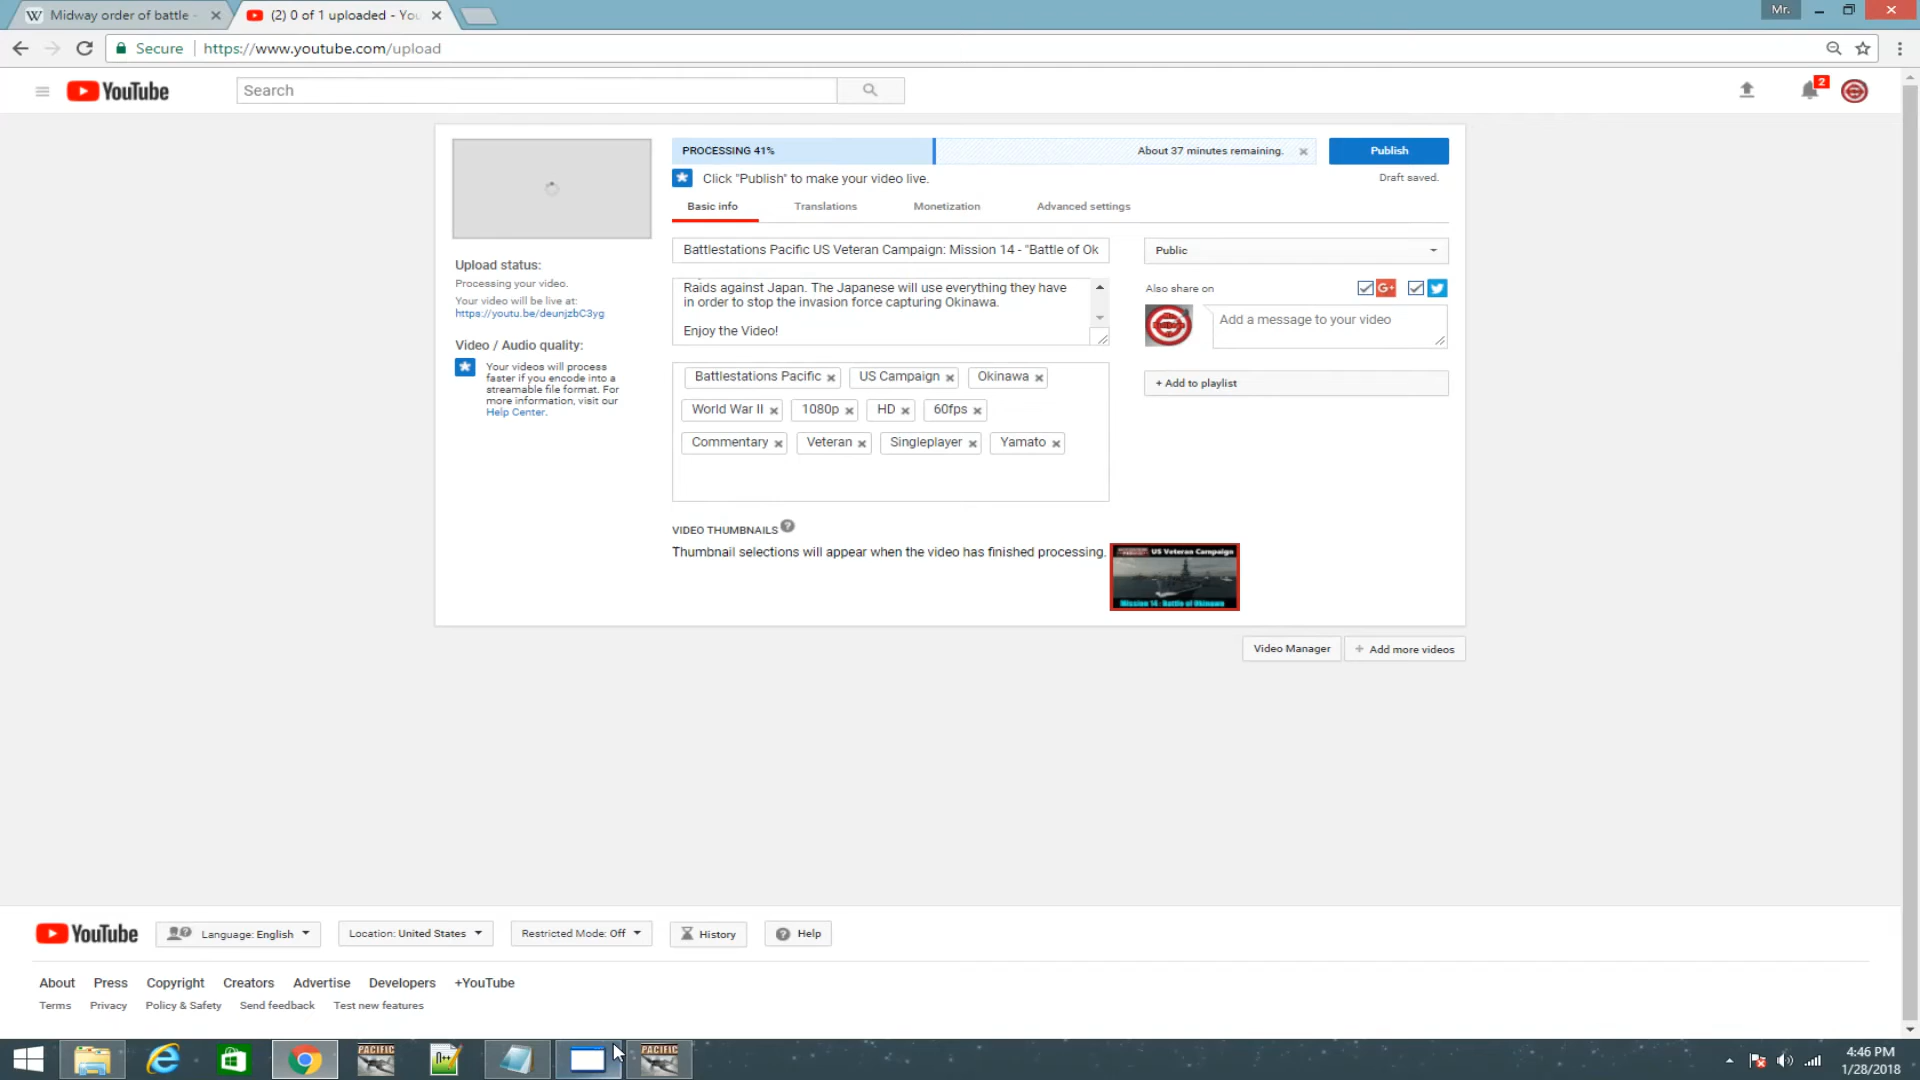 Midway order of battle -
(2) 0 of 1 uploaded - You
Mr.
Secure
https://www.youtube.com/upload
YouTube
Search
2
PROCESSING 41%
About 37 minutes remaining.
Publish
Click "Publish" to make your video live.
Draft saved.
Basic info
Translations
Monetization
Advanced settings
Battlestations Pacific US Veteran Campaign: Mission 14 - "Battle of Ok
Public
Upload status:
Processing your video.
Your video will be live at:
https://youtu.be/deunjzbC3yg
Raids against Japan. The Japanese will use everything they have
in order to stop the invasion force capturing Okinawa.
Enjoy the Video!
Also share on
G+
Add a message to your video
Video / Audio quality:
Your videos will process
faster if you encode into a
streamable file format. For
more information, visit our
Help Center.
Battlestations Pacific
US Campaign
Okinawa
+ Add to playlist
World War II
1080p
HD
60fps
Commentary
Veteran
Singleplayer
Yamato
VIDEO THUMBNAILS ?
Thumbnail selections will appear when the video has finished processing.
US Veteran Campaign
Mission 14: Battle of Okinawa
Video Manager
+ Add more videos
YouTube
Language: English
Location: United States
Restricted Mode: Off
History
Help
About Press Copyright Creators Advertise Developers +YouTube
Terms Privacy Policy & Safety Send feedback Test new features
PACIFIC
N++
PACIFIC
4:46 PM
1/28/2018